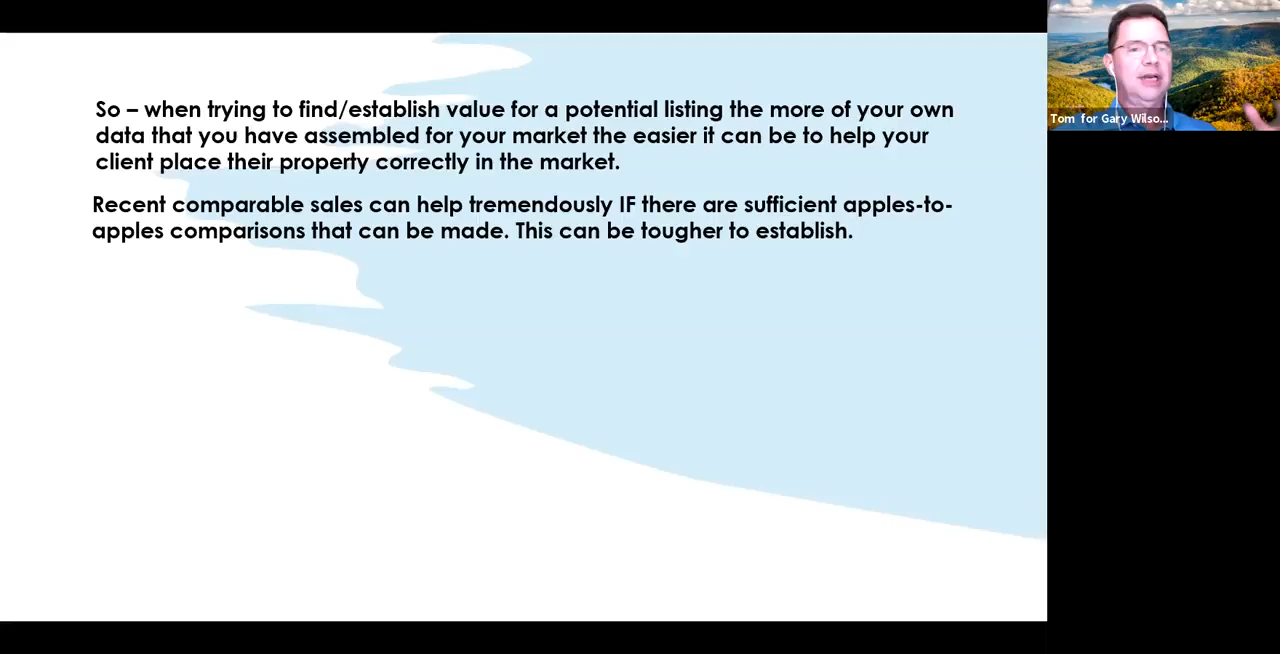 So – when trying to find/establish value for a potential listing the more of your own
data that you have assembled for your market the easier it can be to help your
client place their property correctly in the market.
Recent comparable sales can help tremendously IF there are sufficient apples-to-
apples comparisons that can be made. This can be tougher to establish.
Tom for Gary Wilso...